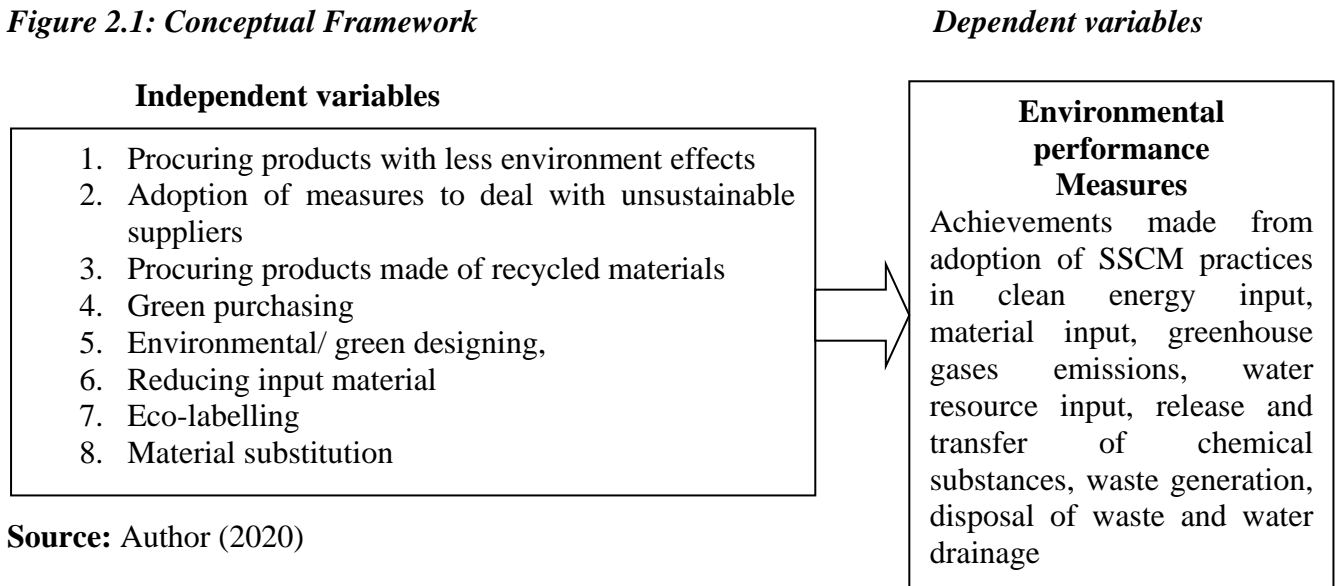 Figure 2.1: Conceptual Framework
Dependent variables
Independent variables
1. Procuring products with less environment effects
2. Adoption of measures to deal with unsustainable
suppliers
3. Procuring products made of recycled materials
4. Green purchasing
5. Environmental/ green designing,
6. Reducing input material
7. Eco-labelling
8. Material substitution
Environmental
performance
Measures
Achievements made from
adoption of SSCM practices
in clean energy input,
material input, greenhouse
gases emissions, water
resource input, release and
transfer of chemical
substances, waste generation,
disposal of waste and water
drainage
Source: Author (2020)